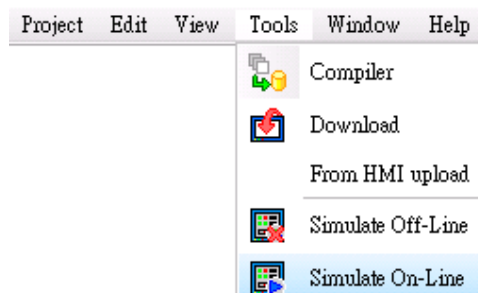 Project Edit View Tools Window Help
Compiler
Download
From HMI upload
Simulate Off-Line
Simulate On-Line